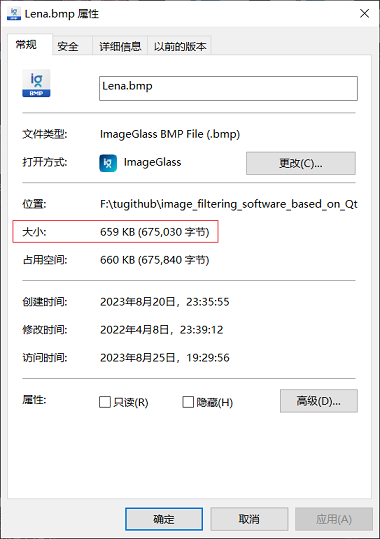 Lena.bmp 属性
常规 安全 详细信息 以前的版本
ig
BMP
Lena.bmp
文件类型: ImageGlass BMP File (.bmp)
打开方式: ImageGlass 更改(C)...
位置: F:\tugithub\image_filtering_software_based_on_Qt
大小: 659 KB (675,030 字节)
占用空间: 660 KB (675,840 字节)
创建时间: 2023年8月20日，23:35:55
修改时间: 2022年4月8日，23:39:12
访问时间: 2023年8月25日，19:29:56
属性: 只读(R) 隐藏(H) 高级(D)...
确定 取消 应用(A)